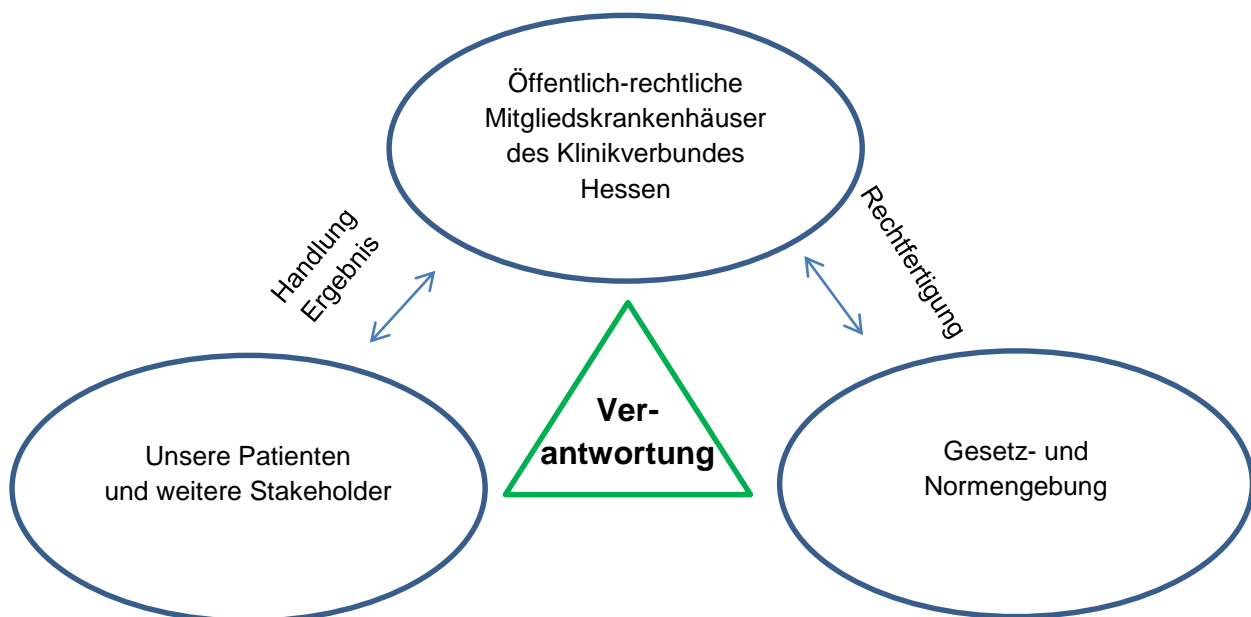 Öffentlich-rechtliche
Mitgliedskrankenhäuser
des Klinikverbundes
Hessen
Handlung
Ergebnis
Rechtfertigung
Ver-
antwortung
Unsere Patienten
und weitere Stakeholder
Gesetz- und
Normengebung